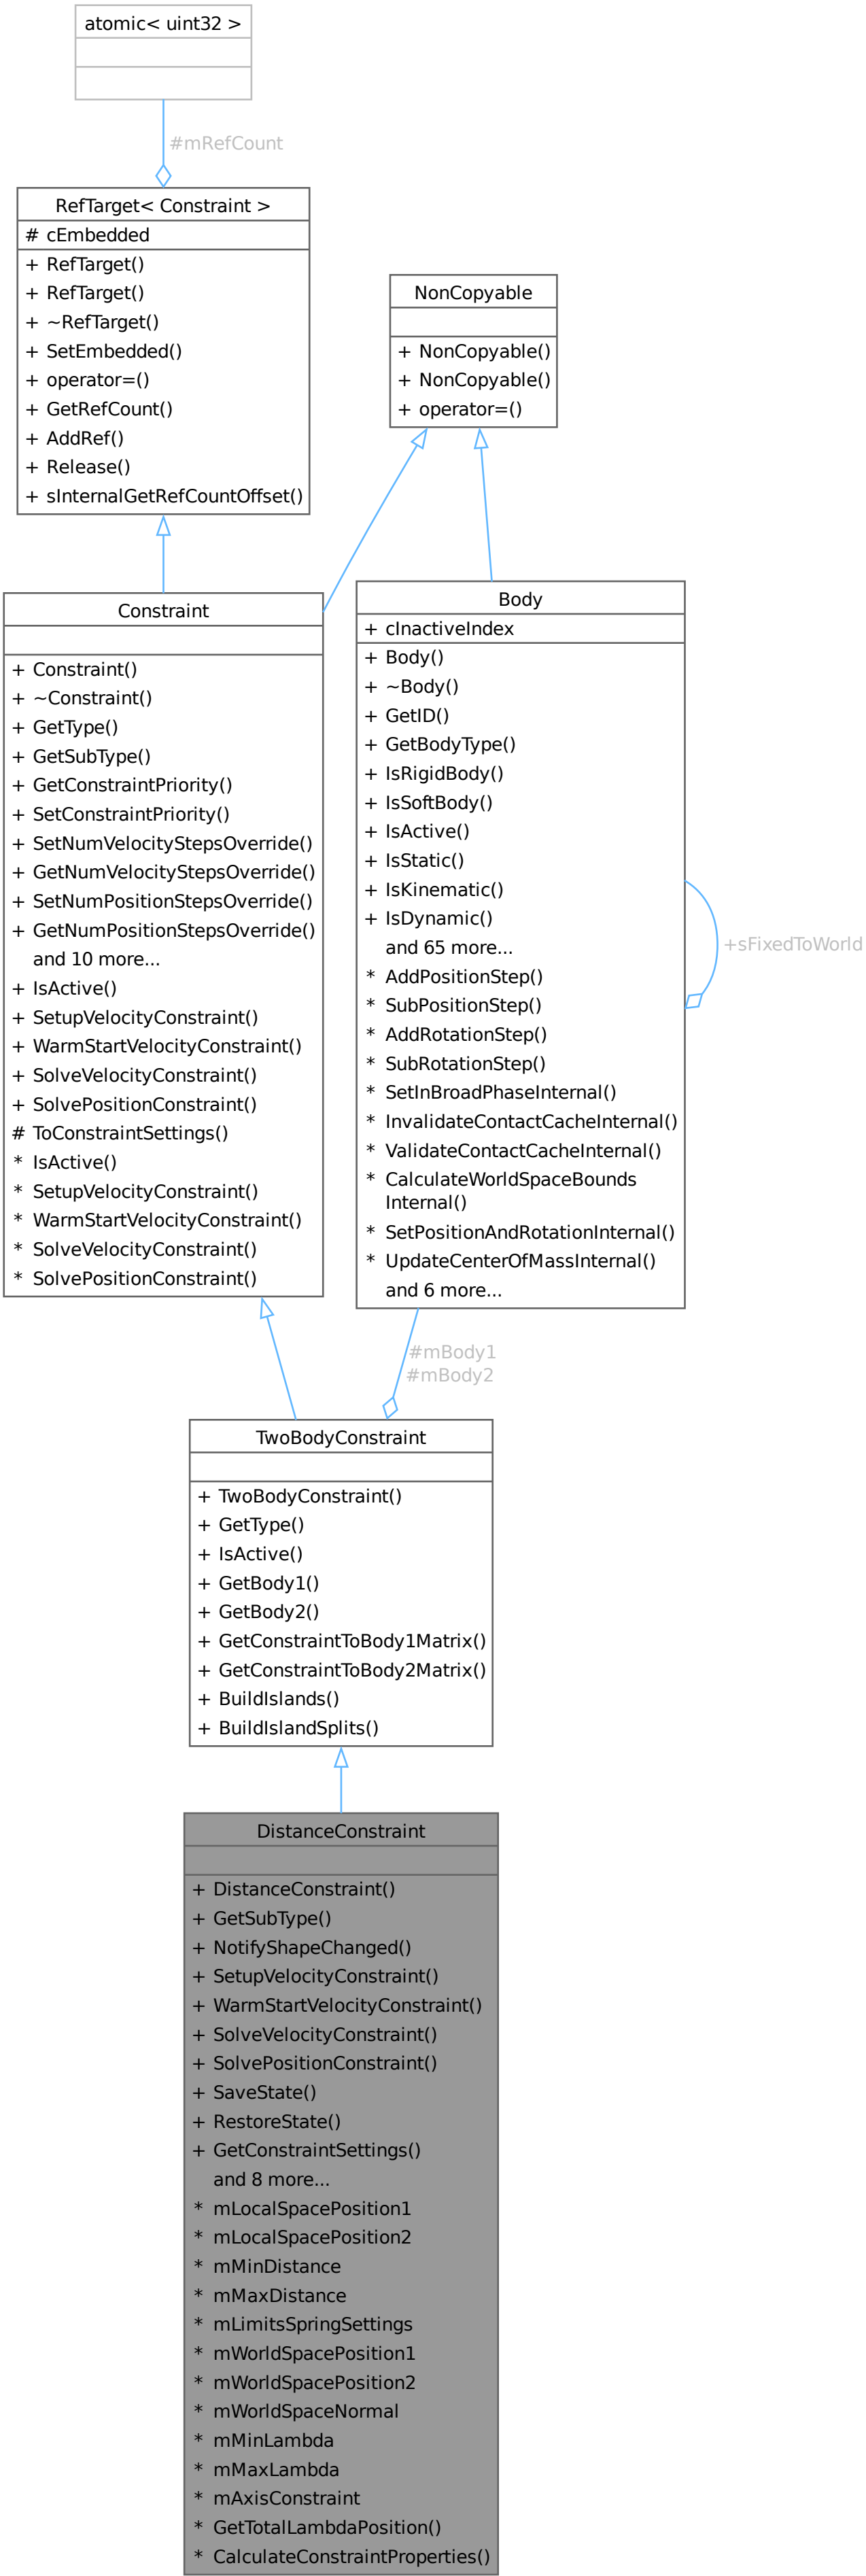 atomic< uint32 >
#mRefCount
RefTarget< Constraint >
# cEmbedded
+ RefTarget()
+ RefTarget()
+ ~RefTarget()
+ SetEmbedded()
+ operator=()
+ GetRefCount()
+ AddRef()
+ Release()
+ sInternalGetRefCountOffset()
NonCopyable
+ NonCopyable()
+ NonCopyable()
+ operator=()
Constraint
+ Constraint()
+ ~Constraint()
+ GetType()
+ GetSubType()
+ GetConstraintPriority()
+ SetConstraintPriority()
+ SetNumVelocityStepsOverride()
+ GetNumVelocityStepsOverride()
+ SetNumPositionStepsOverride()
+ GetNumPositionStepsOverride()
and 10 more...
+ IsActive()
+ SetupVelocityConstraint()
+ WarmStartVelocityConstraint()
+ SolveVelocityConstraint()
+ SolvePositionConstraint()
# ToConstraintSettings()
* IsActive()
* SetupVelocityConstraint()
* WarmStartVelocityConstraint()
* SolveVelocityConstraint()
* SolvePositionConstraint()
Body
+ cInactiveIndex
+ Body()
+ ~Body()
+ GetID()
+ GetBodyType()
+ IsRigidBody()
+ IsSoftBody()
+ IsActive()
+ IsStatic()
+ IsKinematic()
+ IsDynamic()
and 65 more...
* AddPositionStep()
* SubPositionStep()
* AddRotationStep()
* SubRotationStep()
* SetInBroadPhaseInternal()
* InvalidateContactCacheInternal()
* ValidateContactCacheInternal()
* CalculateWorldSpaceBounds
Internal()
* SetPositionAndRotationInternal()
* UpdateCenterOfMassInternal()
and 6 more...
+sFixedToWorld
#mBody1
#mBody2
TwoBodyConstraint
+ TwoBodyConstraint()
+ GetType()
+ IsActive()
+ GetBody1()
+ GetBody2()
+ GetConstraintToBody1Matrix()
+ GetConstraintToBody2Matrix()
+ BuildIslands()
+ BuildIslandSplits()
DistanceConstraint
+ DistanceConstraint()
+ GetSubType()
+ NotifyShapeChanged()
+ SetupVelocityConstraint()
+ WarmStartVelocityConstraint()
+ SolveVelocityConstraint()
+ SolvePositionConstraint()
+ SaveState()
+ RestoreState()
+ GetConstraintSettings()
and 8 more...
* mLocalSpacePosition1
* mLocalSpacePosition2
* mMinDistance
* mMaxDistance
* mLimitsSpringSettings
* mWorldSpacePosition1
* mWorldSpacePosition2
* mWorldSpaceNormal
* mMinLambda
* mMaxLambda
* mAxisConstraint
* GetTotalLambdaPosition()
* CalculateConstraintProperties()